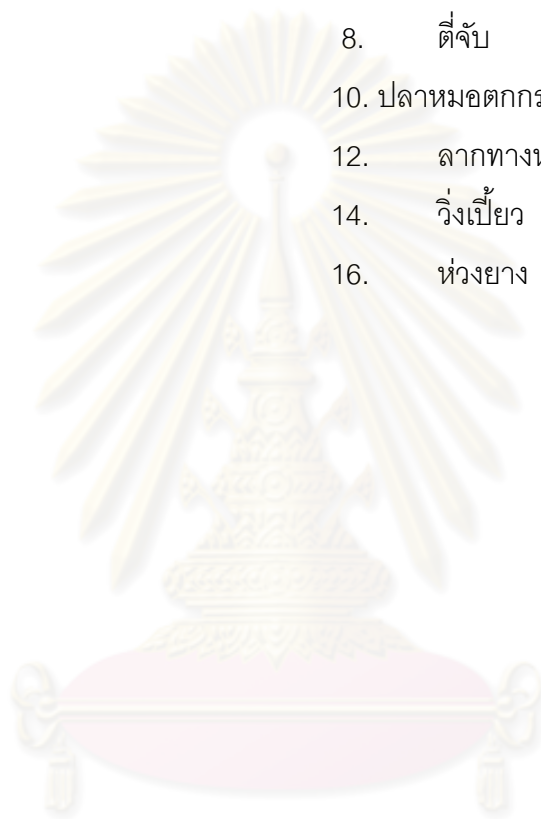 8. ตี่จับ
10. ปลาหมอตกกร
12. ลากทาง
14. วิ่งเปี้ยว
16. ห่วงยาง